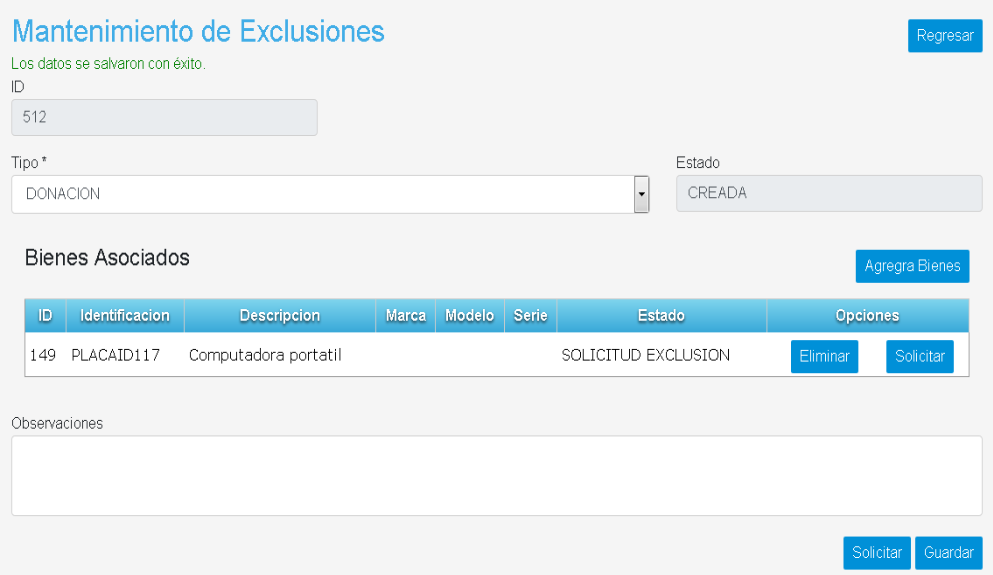 Mantenimiento de Exclusiones
Regresar
Los datos se salvaron con éxito.
ID
512
Tipo * Estado
DONACION CREADA
Bienes Asociados
Agregra Bienes
ID Identificacion Descripcion Marca Modelo Serie Estado Opciones
149 PLACAID117 Computadora portatil SOLICITUD EXCLUSION Eliminar Solicitar
Observaciones
Solicitar Guardar